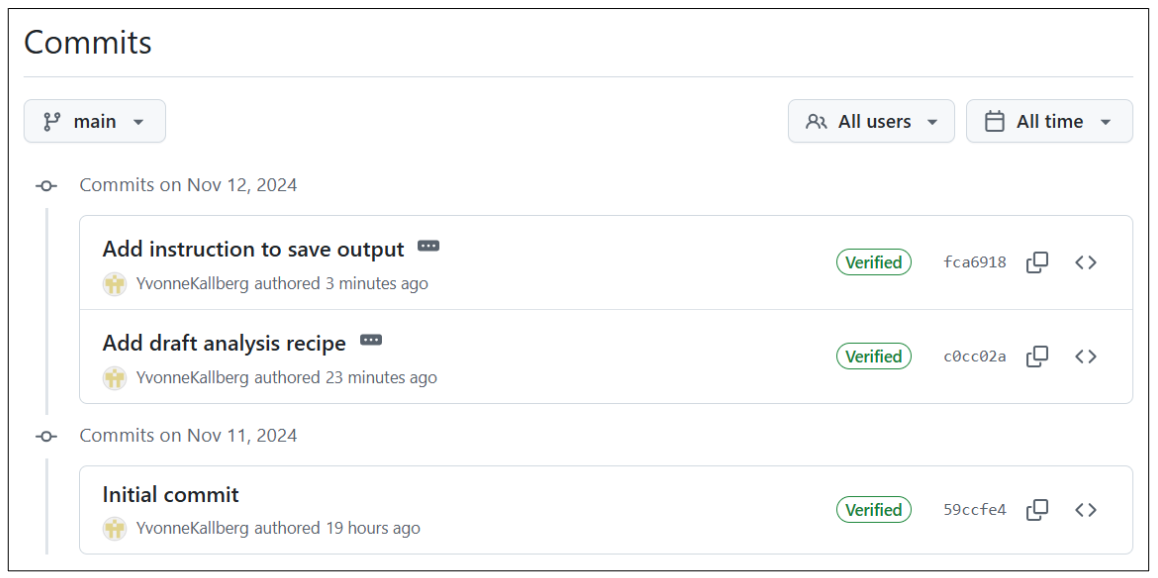 Commits
main
All users
All time
Commits on Nov 12, 2024
Add instruction to save output
Verified
fca6918
YvonneKallberg authored 3 minutes ago
Add draft analysis recipe
Verified
c0cc02a
YvonneKallberg authored 23 minutes ago
Commits on Nov 11, 2024
Initial commit
Verified
59ccfe4
YvonneKallberg authored 19 hours ago